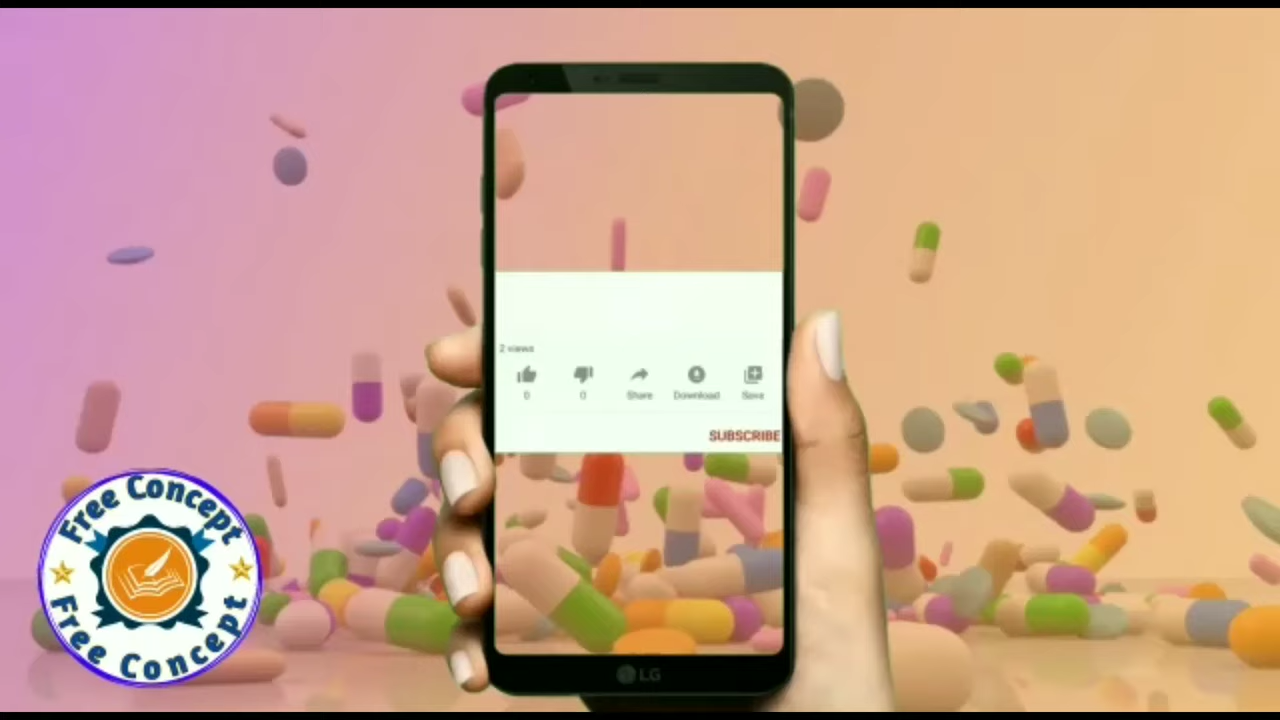 2 views
0
0
Share
Download
Save
SUBSCRIBE
Free Concept
Free Concept
LG